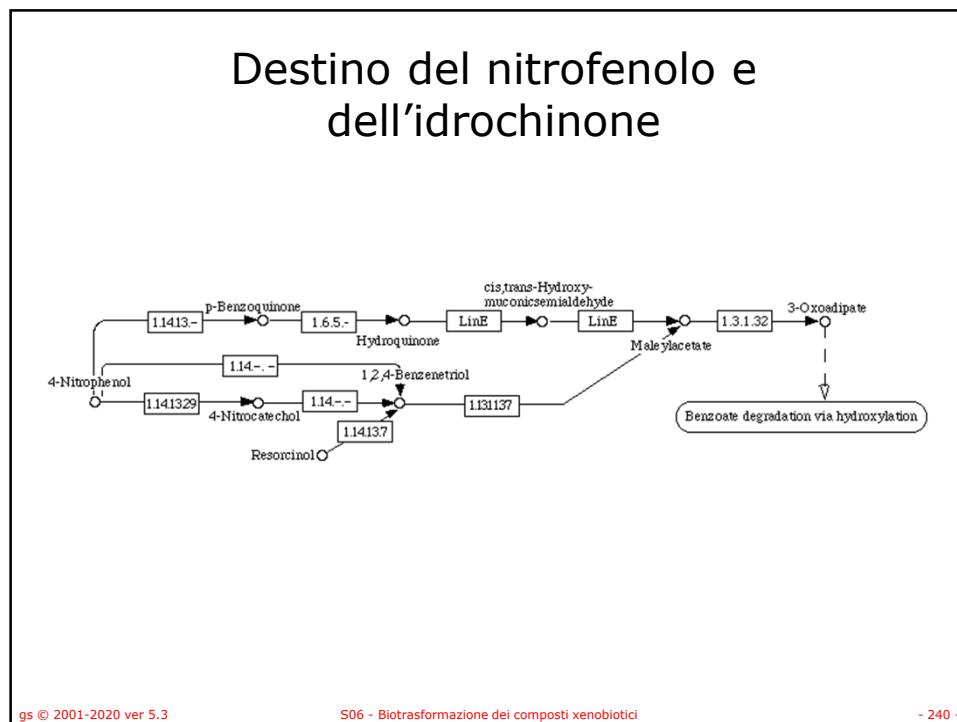 Destino del nitrofenolo e
dell’idrochinone
cis,trans-Hydroxy-
muconicsemialdehyde
p-Benzoquinone
3-Oxoadipate
1.14.13.–
1.6.5.-
LinE
LinE
1.3.1.32
Hydroquinone
Maleylacetate
1.14.–. –
1,2,4-Benzenetriol
4-Nitrophenol
1.14.13.29
4-Nitrocatechol
1.14.–.–
1.13.11.37
Benzoate degradation via hydroxylation
1.14.13.7
Resorcinol
gs © 2001-2020 ver 5.3
S06 - Biotrasformazione dei composti xenobiotici
- 240 -